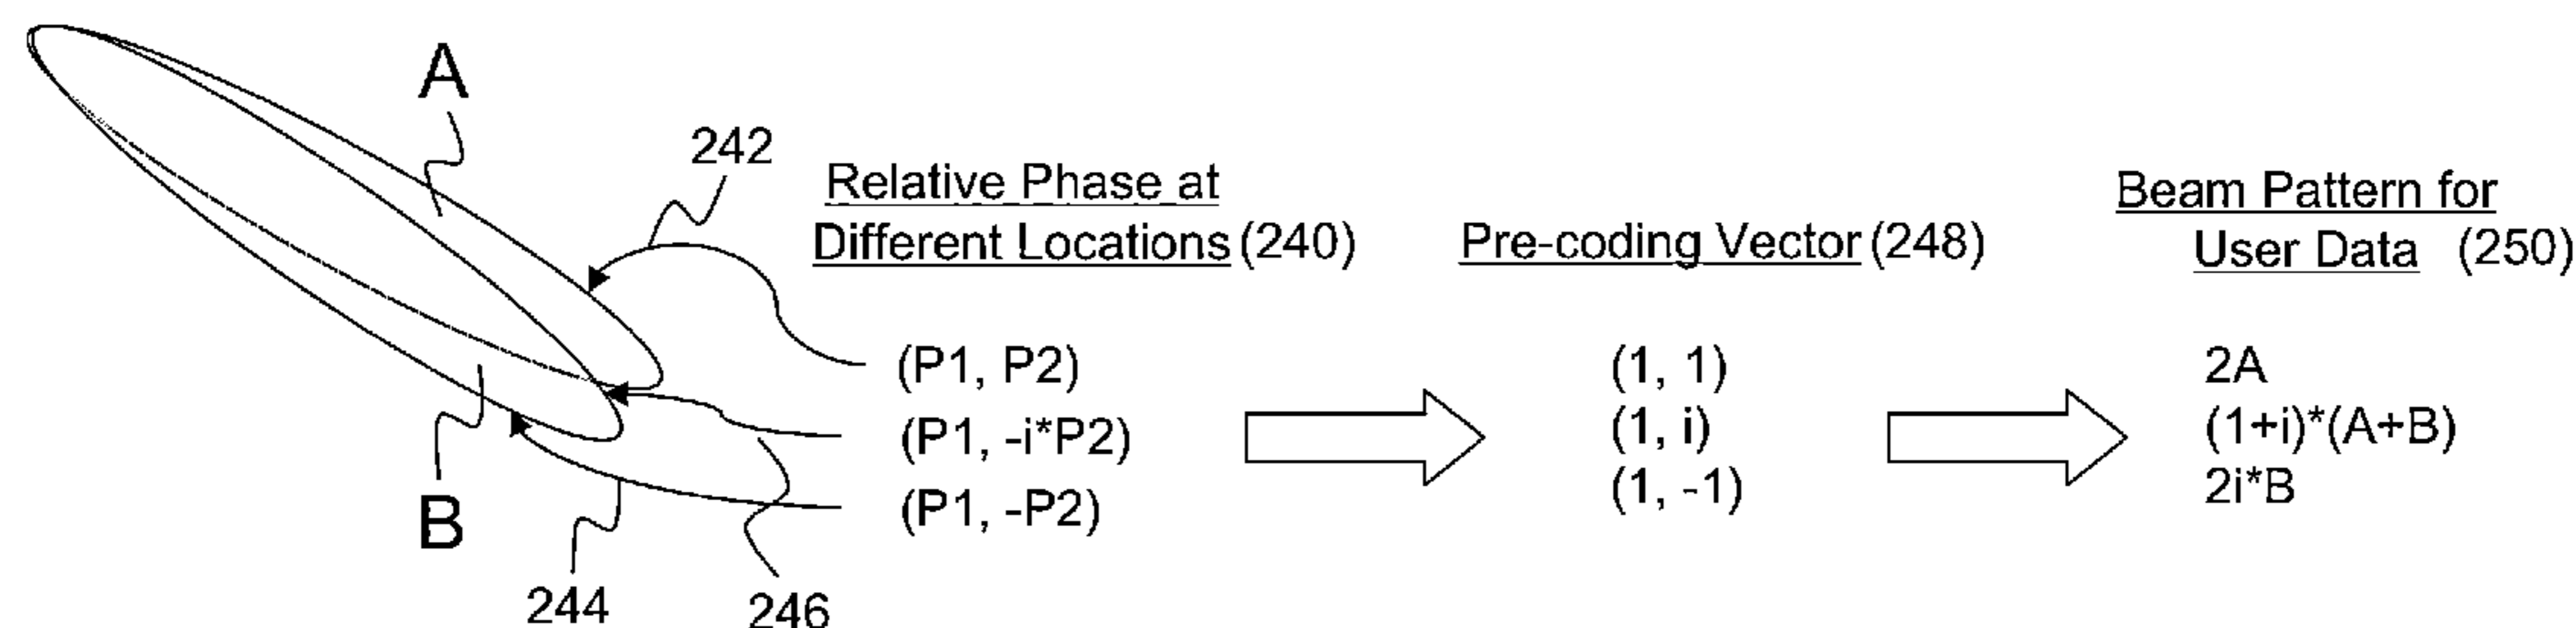 A
242
Relative Phase at
Different Locations (240)
Pre-coding Vector (248)
Beam Pattern for
User Data (250)
(P1, P2)
(1, 1)
2A
(P1, -i*P2)
(1, i)
(1+i)*(A+B)
(P1, -P2)
(1, -1)
2i*B
B
244
246